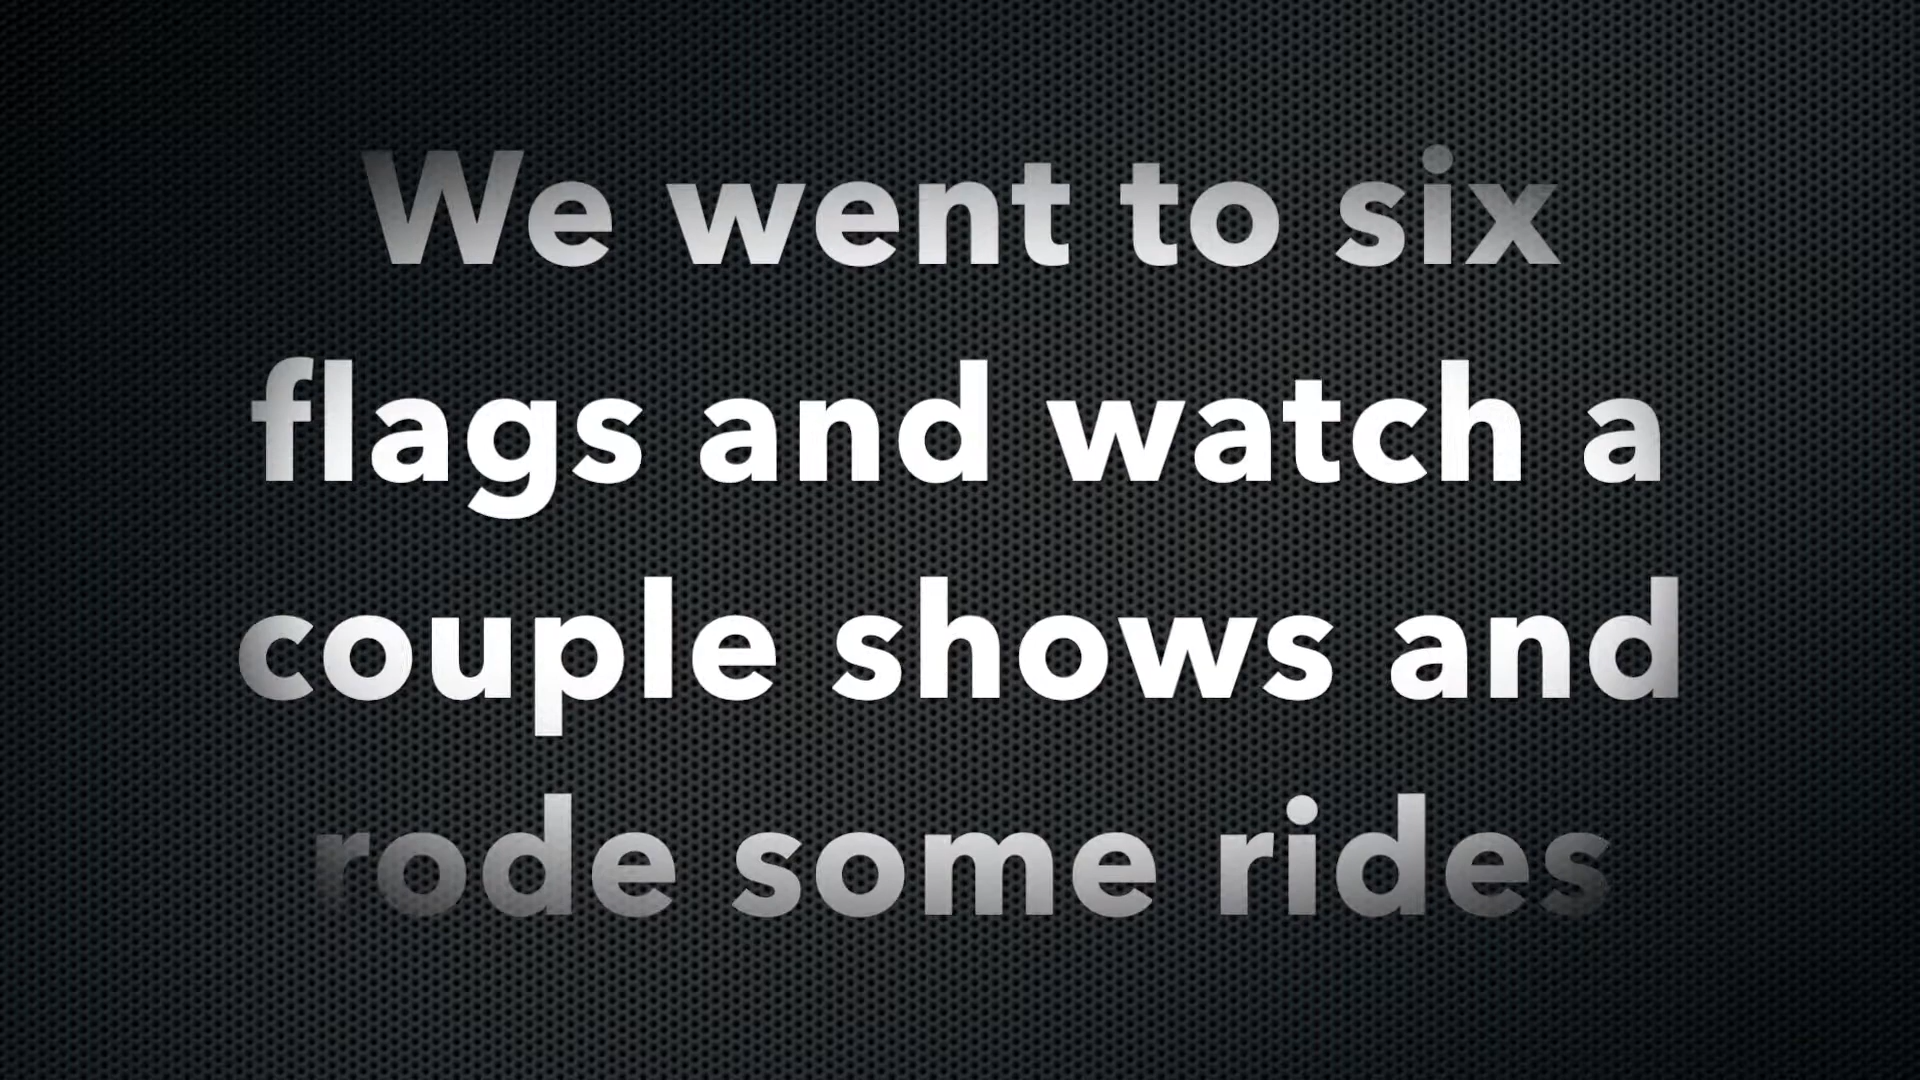 We went to six
flags and watch a
couple shows and
rode some rides